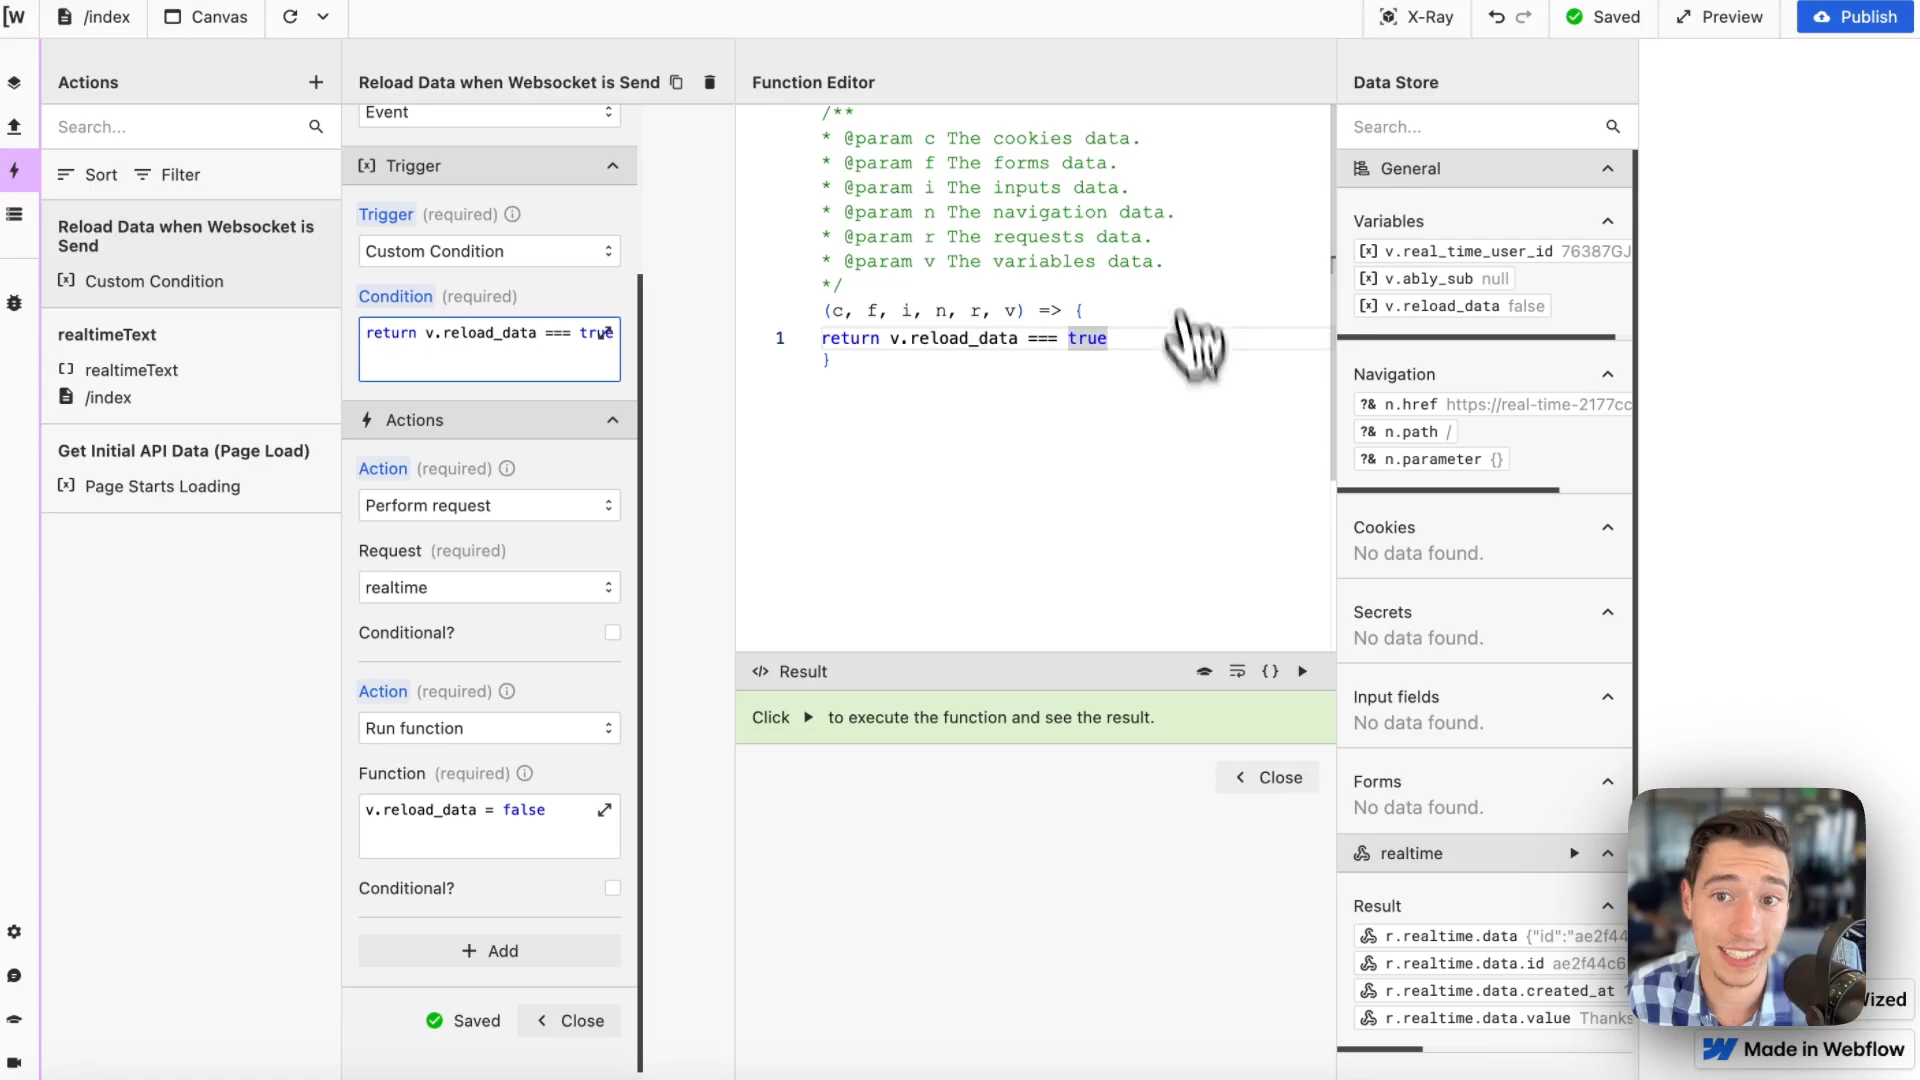 [W
/index
Canvas
X-Ray
Saved
Preview
Publish
Actions
Search...
Sort
Filter
Reload Data when Websocket is
Send
Custom Condition
realtimeText
realtimeText
/index
Get Initial API Data (Page Load)
Page Starts Loading
Reload Data when Websocket is Send
Event
Trigger
Trigger (required)
Custom Condition
Condition (required)
return v.reload_data === true
Actions
Action (required)
Perform request
Request (required)
realtime
Conditional?
Action (required)
Run function
Function (required)
v.reload_data = false
Conditional?
+ Add
Saved
Close
Function Editor
/**
* @param c The cookies data.
* @param f The forms data.
* @param i The inputs data.
* @param n The navigation data.
* @param r The requests data.
* @param v The variables data.
*/
(c, f, i, n, r, v) => {
1 return v.reload_data === true
}
</> Result
Click ▶ to execute the function and see the result.
Close
Data Store
Search...
General
Variables
[x] v.real_time_user_id 76387GJ
[x] v.ably_sub null
[x] v.reload_data false
Navigation
?& n.href https://real-time-2177cc
?& n.path /
?& n.parameter {}
Cookies
No data found.
Secrets
No data found.
Input fields
No data found.
Forms
No data found.
realtime
Result
r.realtime.data {"id":"ae2f44
r.realtime.data.id ae2f44c6
r.realtime.data.created_at
r.realtime.data.value Thanks
Made in Webflow